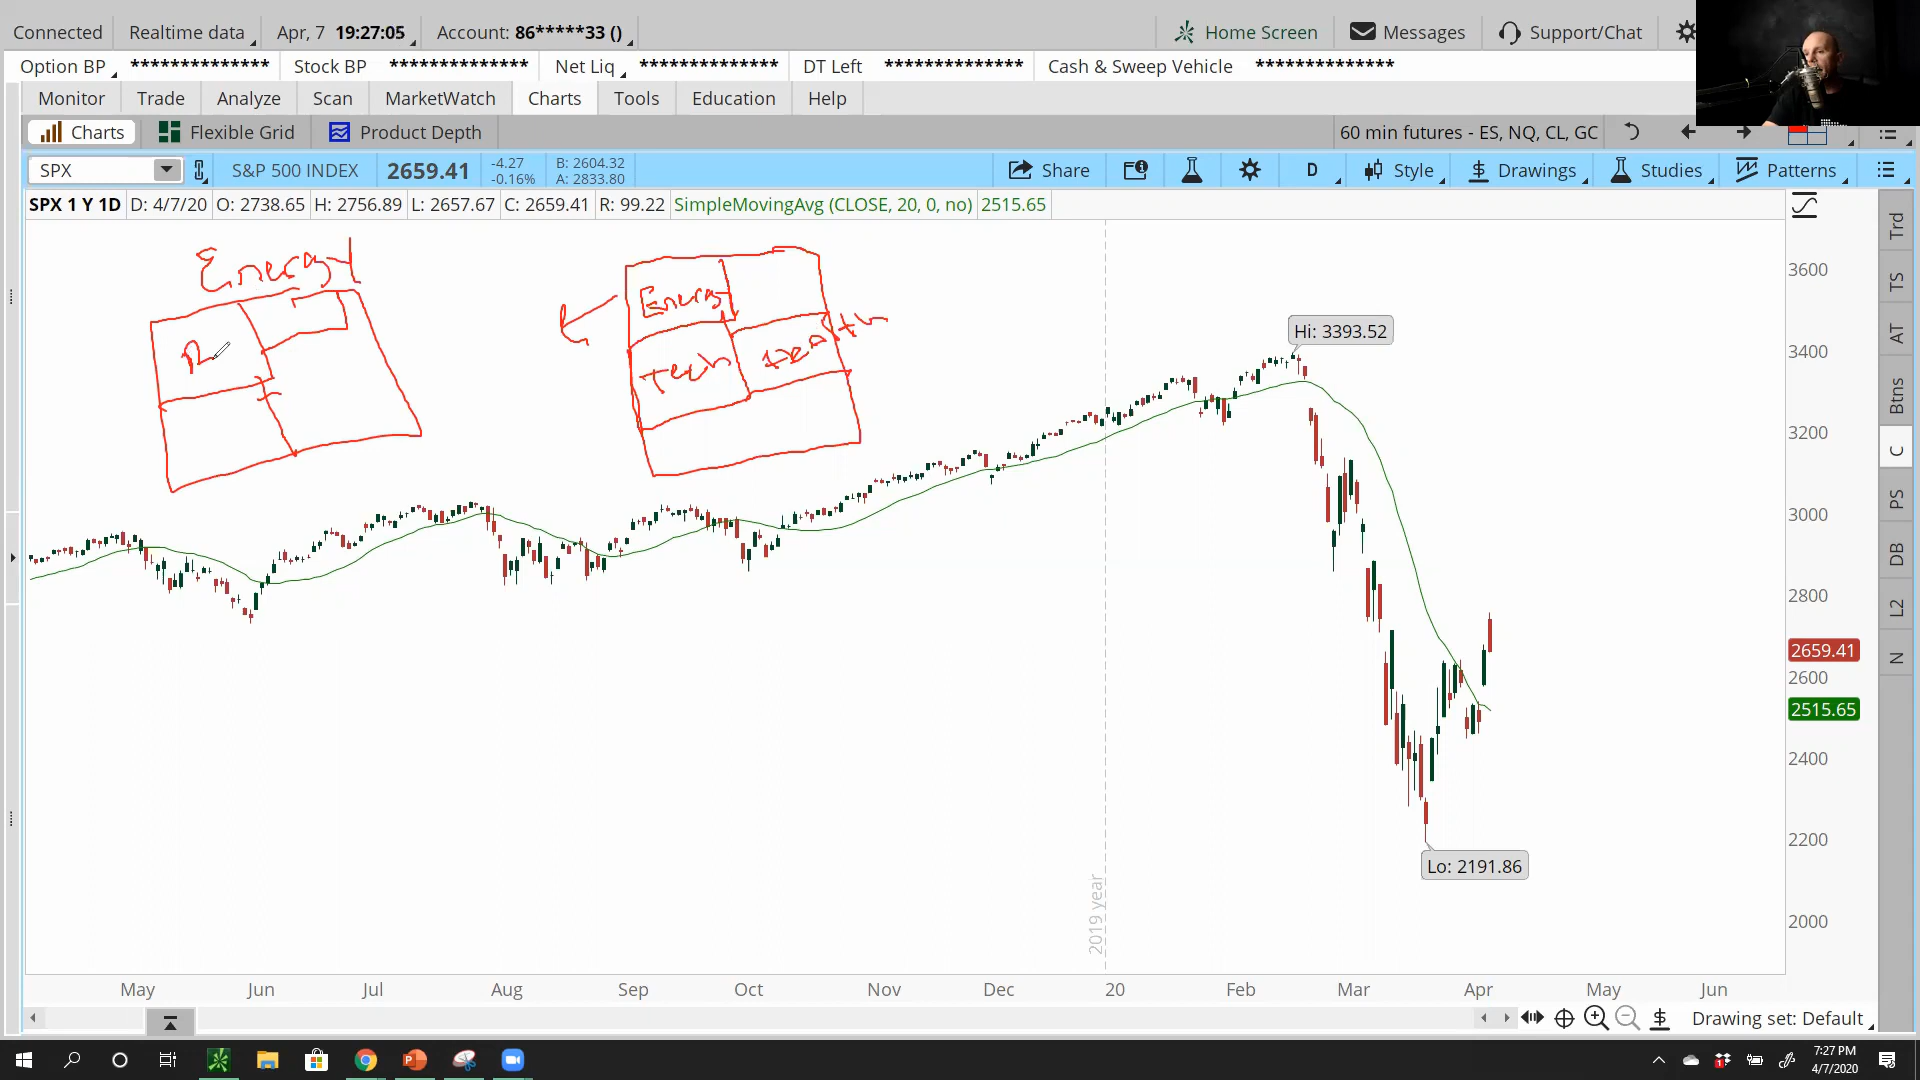 Connected Realtime data Apr, 7 19:27:05 Account: 86*****33 () Home Screen Messages Support/Chat
Option BP ************** Stock BP ************** Net Liq ************** DT Left ************** Cash & Sweep Vehicle **************
Monitor Trade Analyze Scan MarketWatch Charts Tools Education Help
Charts Flexible Grid Product Depth 60 min futures - ES, NQ, CL, GC
SPX S&P 500 INDEX 2659.41 -4.27 B: 2604.32 Share D Style Drawings Studies Patterns
-0.16% A: 2833.80
SPX 1 Y 1D D: 4/7/20 O: 2738.65 H: 2756.89 L: 2657.67 C: 2659.41 R: 99.22 SimpleMovingAvg (CLOSE, 20, 0, no) 2515.65
Trd
TS
AT
Btns
C
PS
DB
L2
N
Energy
Energy
Tech Health
R
Hi: 3393.52
Lo: 2191.86
3600
3400
3200
3000
2800
2659.41
2600
2515.65
2400
2200
2000
2019 year
May Jun Jul Aug Sep Oct Nov Dec 20 Feb Mar Apr May Jun
Drawing set: Default
7:27 PM
4/7/2020